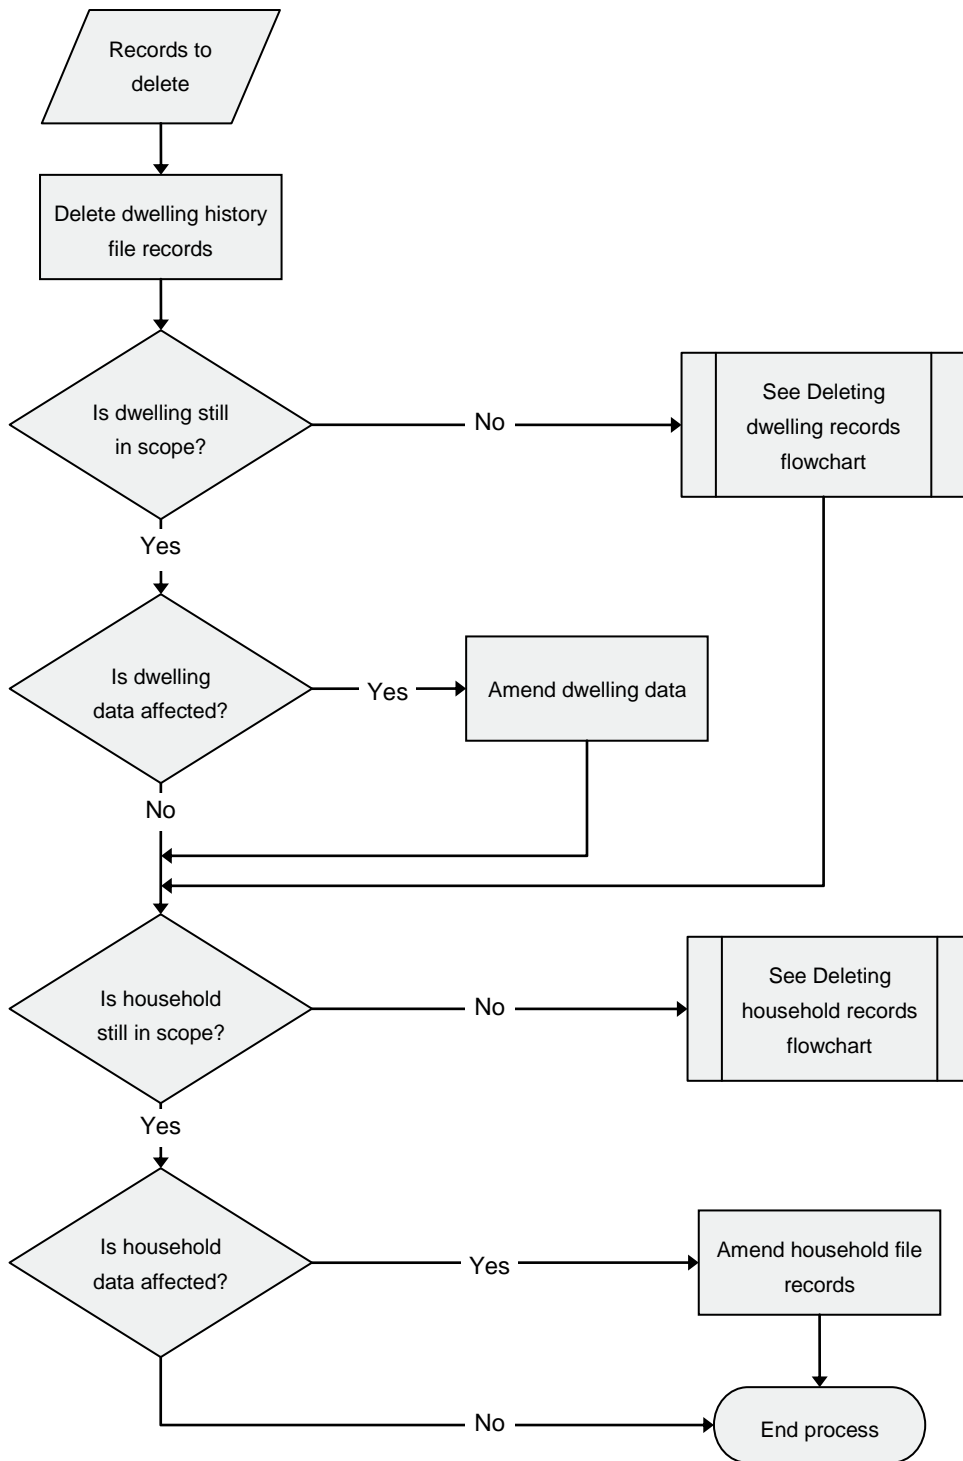 Records to
delete
Delete dwelling history
file records
Is dwelling still
in scope?
No
See Deleting
dwelling records
flowchart
Yes
Is dwelling
data affected?
Yes
Amend dwelling data
No
Is household
still in scope?
No
See Deleting
household records
flowchart
Yes
Is household
data affected?
Yes
Amend household file
records
No
End process